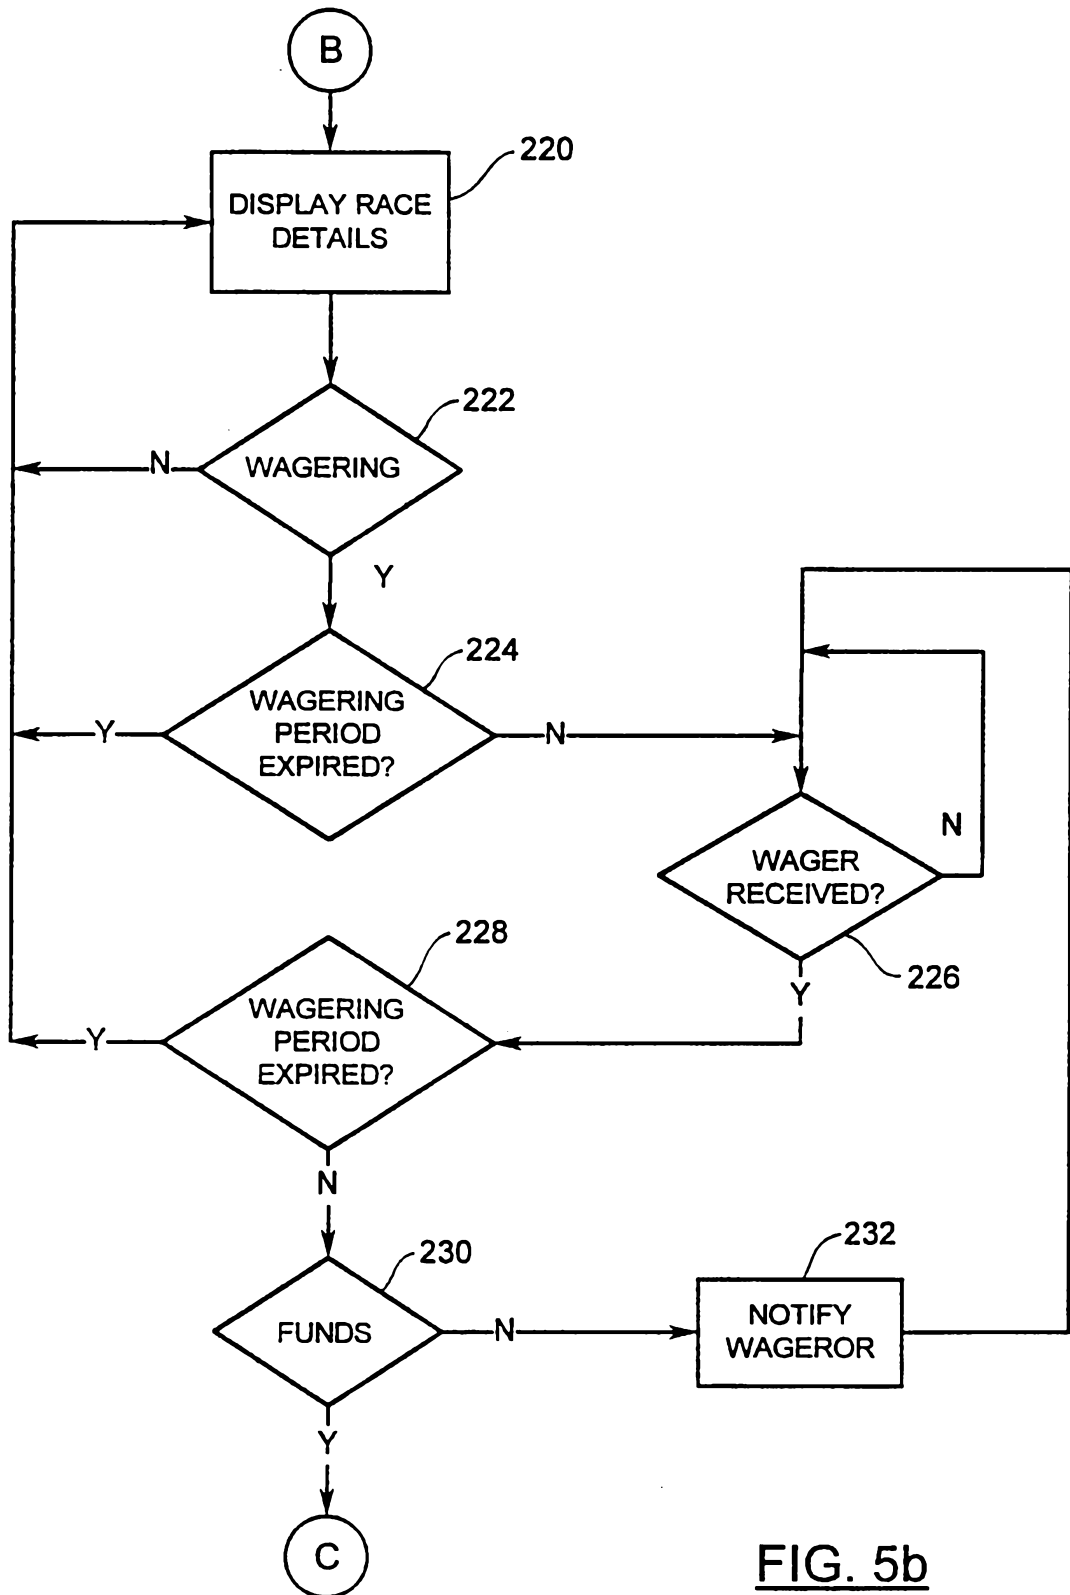 B
220
DISPLAY RACE
DETAILS
222
N
WAGERING
Y
224
WAGERING
PERIOD
EXPIRED?
Y
N
N
WAGER
RECEIVED?
226
Y
228
WAGERING
PERIOD
EXPIRED?
Y
N
230
232
FUNDS
N
NOTIFY
WAGEROR
Y
C
FIG. 5b